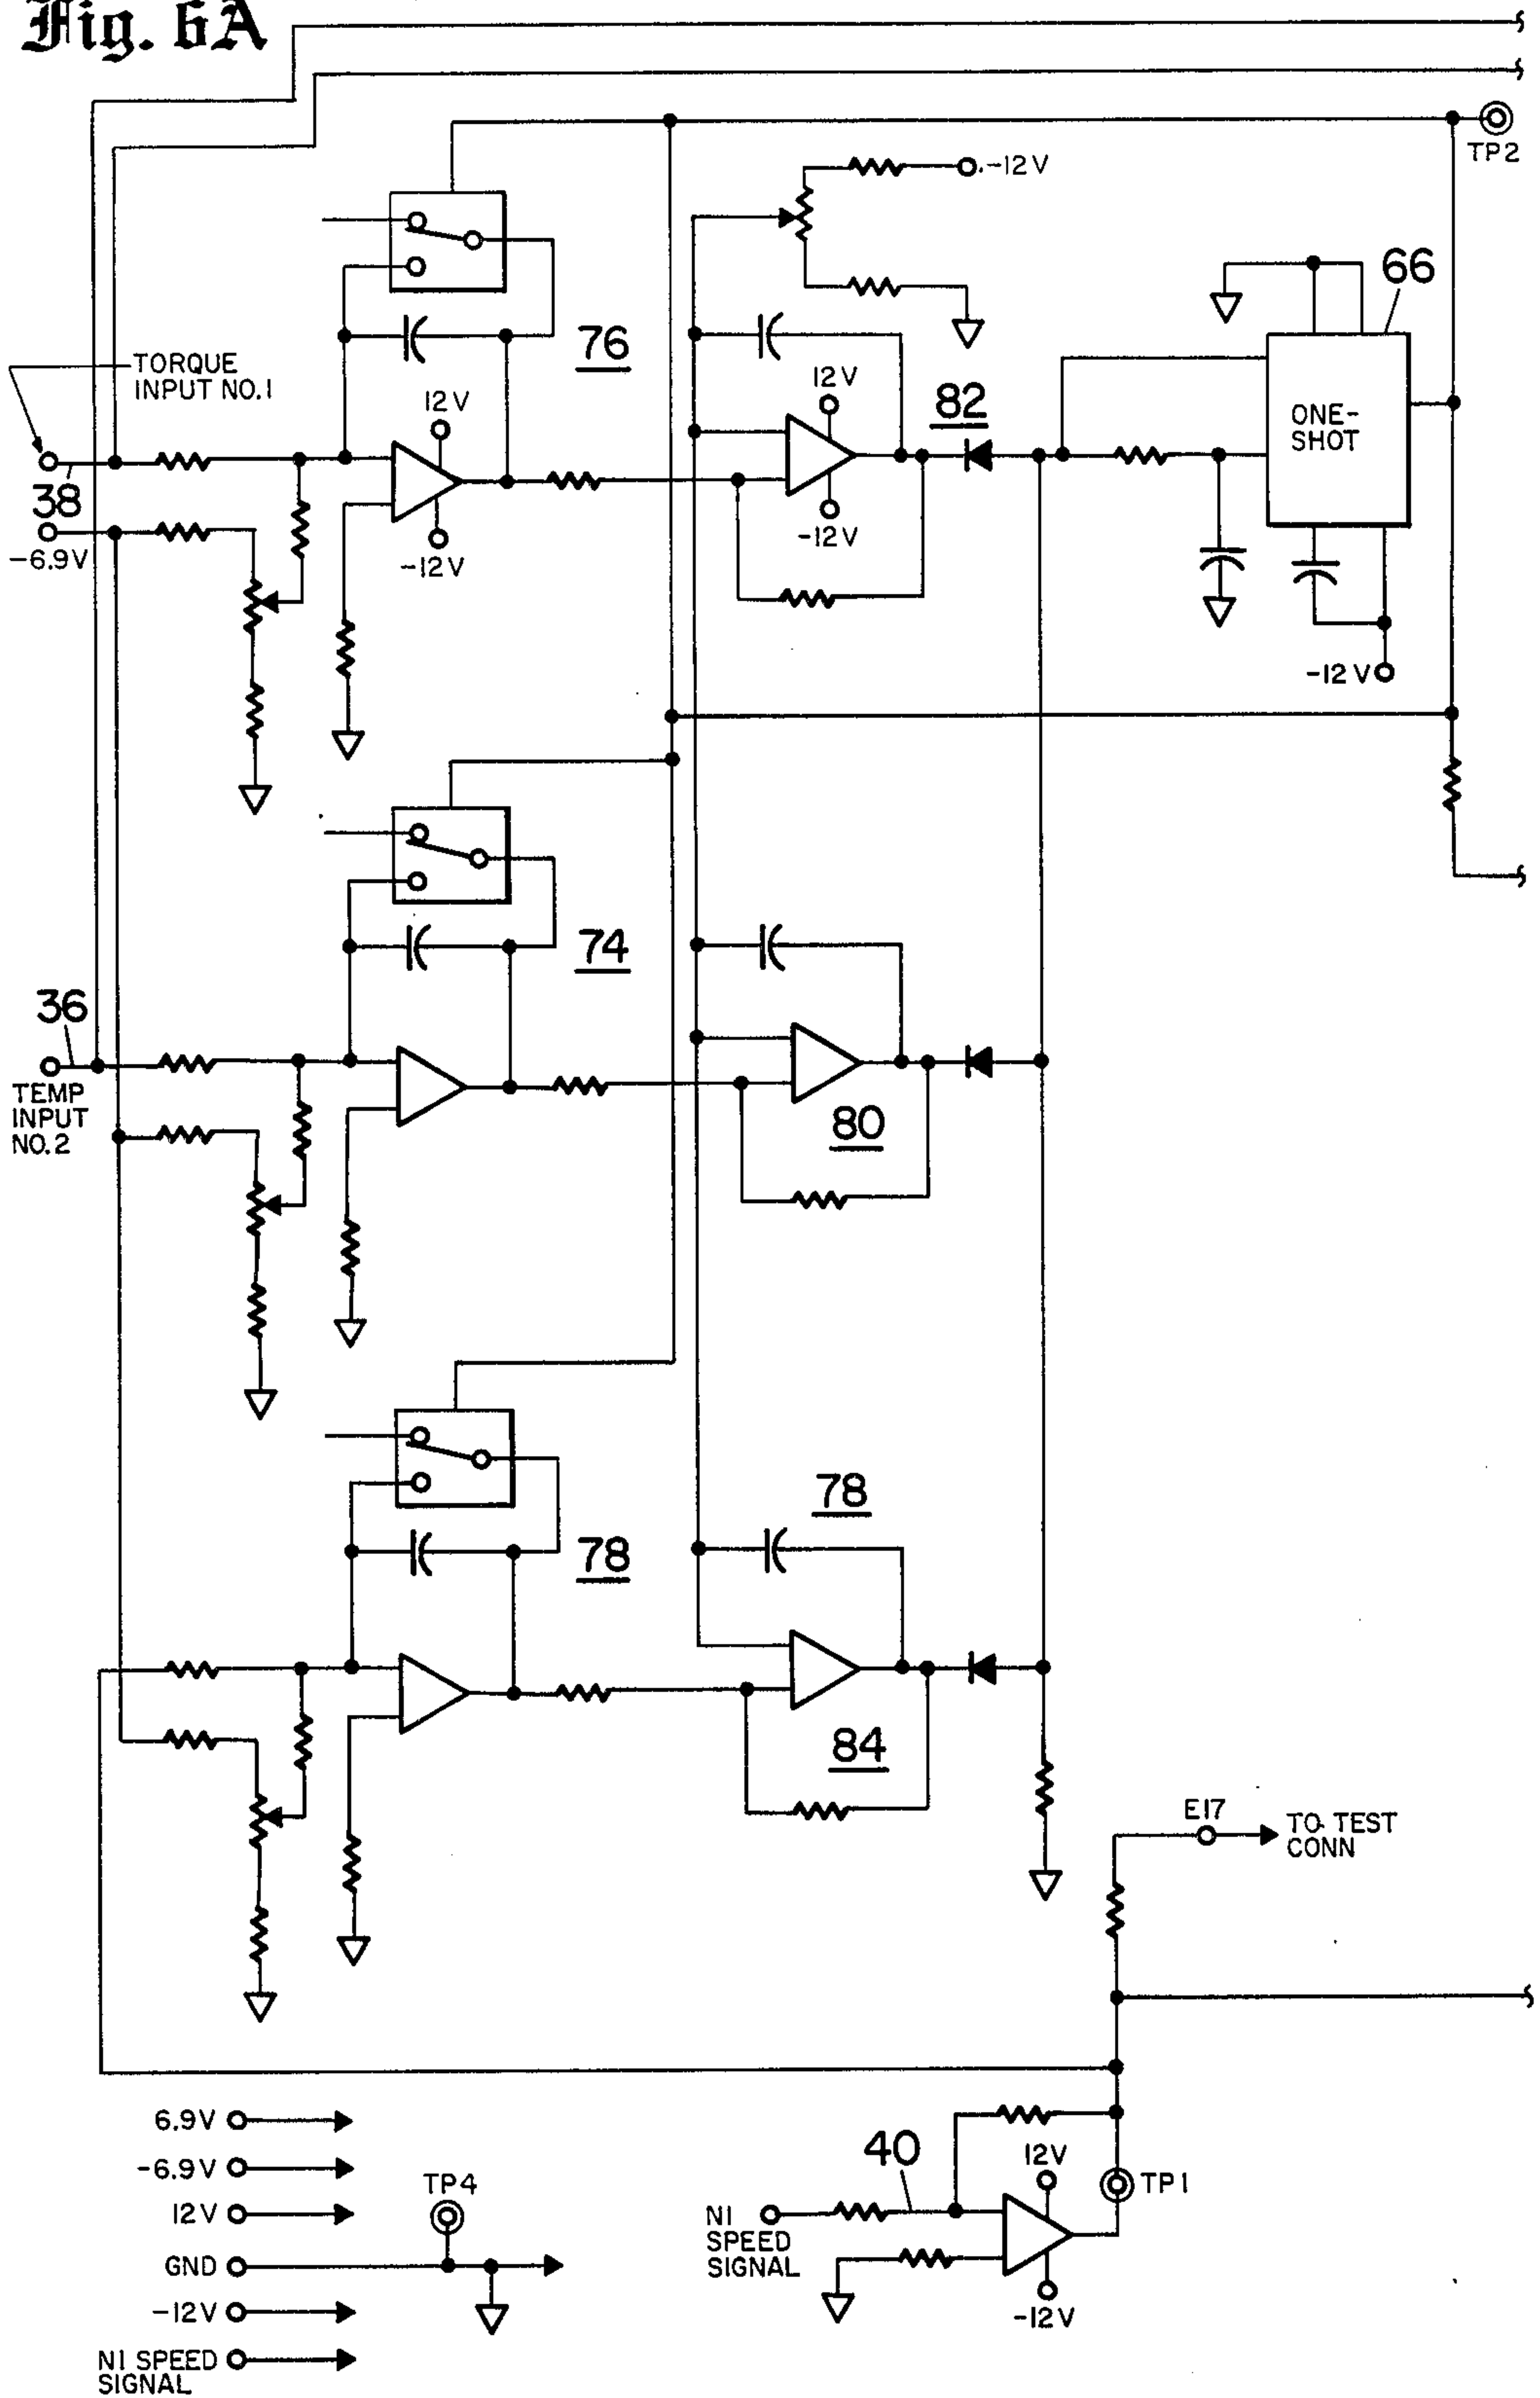 Fig. 6A
TP2
-12V
66
TORQUE
INPUT NO.1
76
12V
12V
82
ONE-
SHOT
38
-6.9V
-12V
-12V
-12V
74
36
TEMP
INPUT
NO.2
80
78
78
84
E17
TO TEST
CONN
6.9V
-6.9V
12V
GND
-12V
N1 SPEED
SIGNAL
TP4
40
12V
TP1
N1
SPEED
SIGNAL
-12V